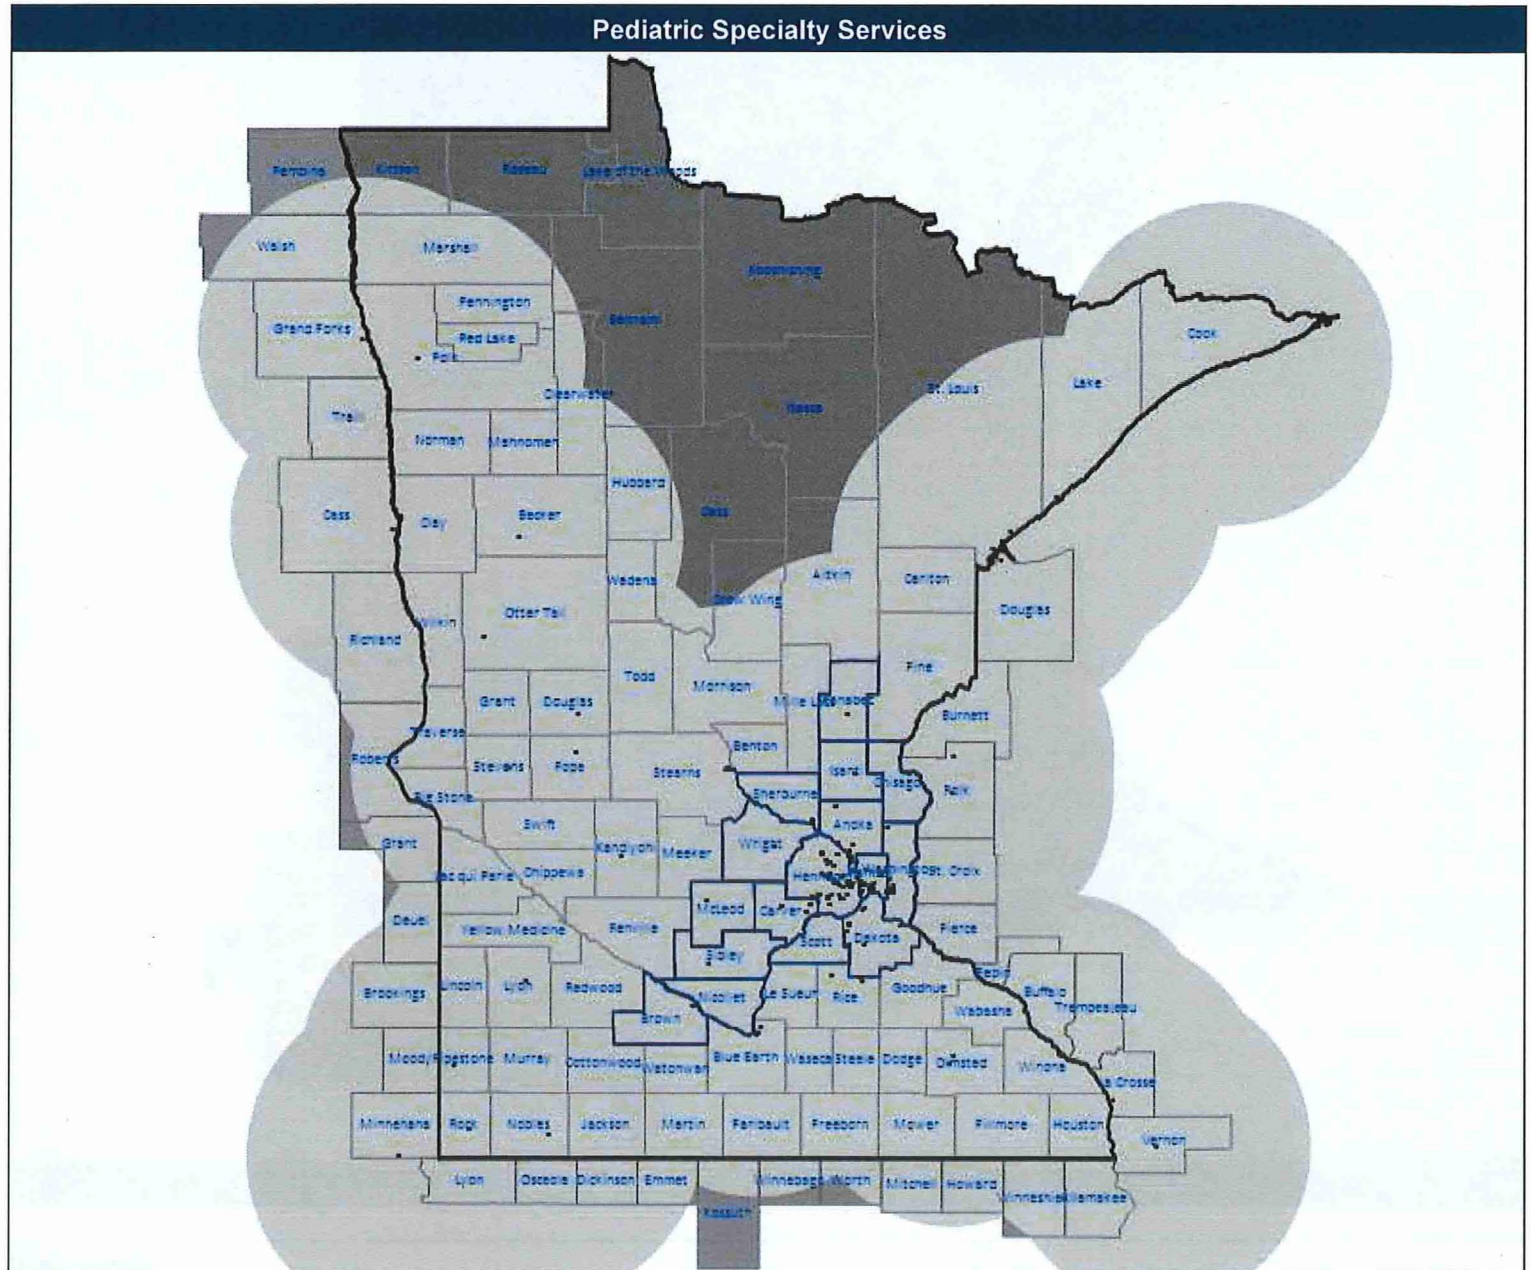 Pediatric Specialty Services
Pembina Kittson Roseau Lake of the Woods
Walsh Marshall
Koochiching
Pennington
Beltrami
Grand Forks Red Lake Cook
Polk
Lake
Clearwater St. Louis
Traill Itasca
Norman Mahnomen
Hubbard
Cass Clay Becker Cass
Wadena Aitkin Carlton
Crow Wing Douglas
Wilkin Otter Tail
Richland
Todd Pine
Morrison
Grant Douglas Mille Lacs Kanabec Burnett
Traverse
Roberts Stevens Pope Stearns Benton Isanti Chisago
Big Stone Sherburne Polk
Swift Anoka
Grant Kandiyohi Meeker Wright
Lac qui Parle Chippewa Hennepin Washington St. Croix
McLeod Carver
Deuel Yellow Medicine Renville Scott Dakota Pierce
Sibley
Pepin
Brookings Lincoln Lyon Redwood Nicollet Le Sueur Rice Goodhue Buffalo
Wabasha Trempealeau
Brown
Moody Pipestone Murray Cottonwood Watonwan Blue Earth Waseca Steele Dodge Olmsted Winona
La Crosse
Minnehaha Rock Nobles Jackson Martin Faribault Freeborn Mower Fillmore Houston
Vernon
Lyon Osceola Dickinson Emmet Winnebago Worth Mitchell Howard Winneshiek Allamakee
Kossuth